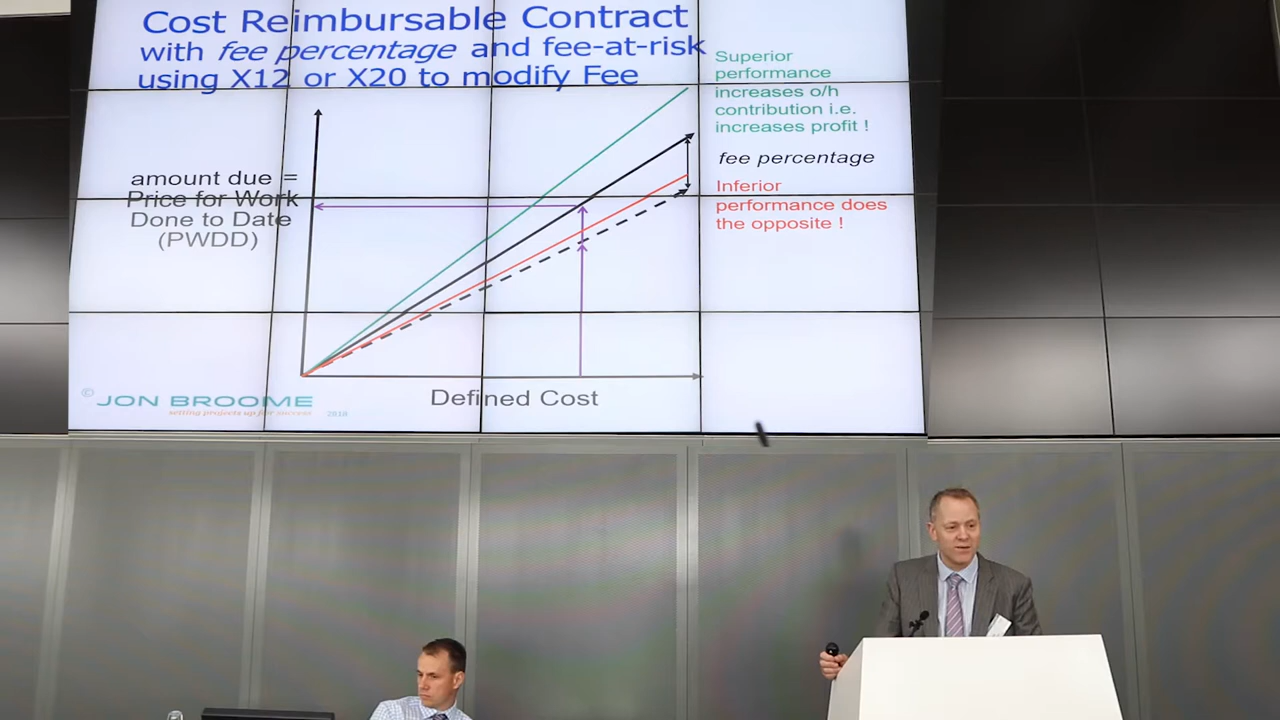 Cost Reimbursable Contract
with fee percentage and fee-at-risk
using X12 or X20 to modify Fee
Superior
performance
increases o/h
contribution i.e.
increases profit !
fee percentage
Inferior
performance does
the opposite !
amount due =
Price for Work
Done to Date
(PWDD)
Defined Cost
© JON BROOME
setting projects up for success 2018